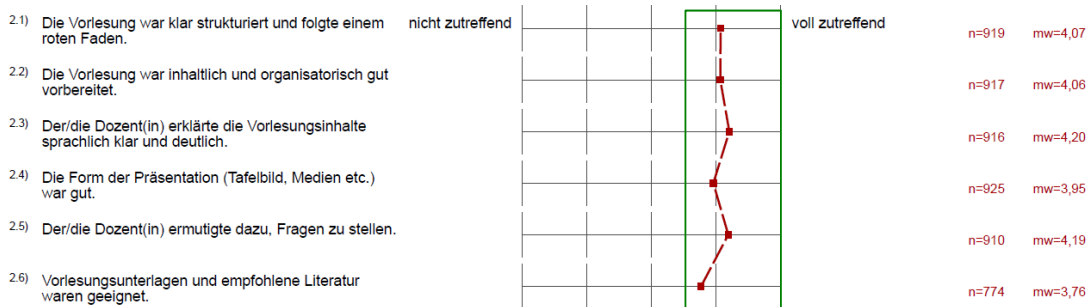 2.1) Die Vorlesung war klar strukturiert und folgte einem roten Faden. nicht zutreffend voll zutreffend n=919 mw=4,07
2.2) Die Vorlesung war inhaltlich und organisatorisch gut vorbereitet. n=917 mw=4,06
2.3) Der/die Dozent(in) erklärte die Vorlesungsinhalte sprachlich klar und deutlich. n=916 mw=4,20
2.4) Die Form der Präsentation (Tafelbild, Medien etc.) war gut. n=925 mw=3,95
2.5) Der/die Dozent(in) ermutigte dazu, Fragen zu stellen. n=910 mw=4,19
2.6) Vorlesungsunterlagen und empfohlene Literatur waren geeignet. n=774 mw=3,76